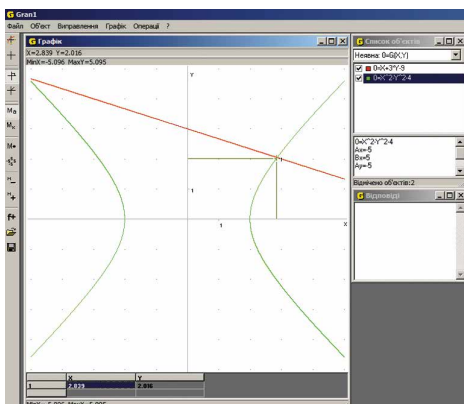 Gran1
Файл Об'єкт Виправлення Графік Операції ?
Графік
X=2.839 Y=2.016
MinX=-5.096 MaxY=5.095
Y
1
1
1
X
X Y
1 2.839 2.016
Список об'єктів
Неявна: 0=G(X,Y)
0=X+3*Y-9
0=X^2-Y^2-4
0=X^2-Y^2-4
Ax=-5
Bx=5
Ay=-5
Відмічено об'єктів:2
Відповіді